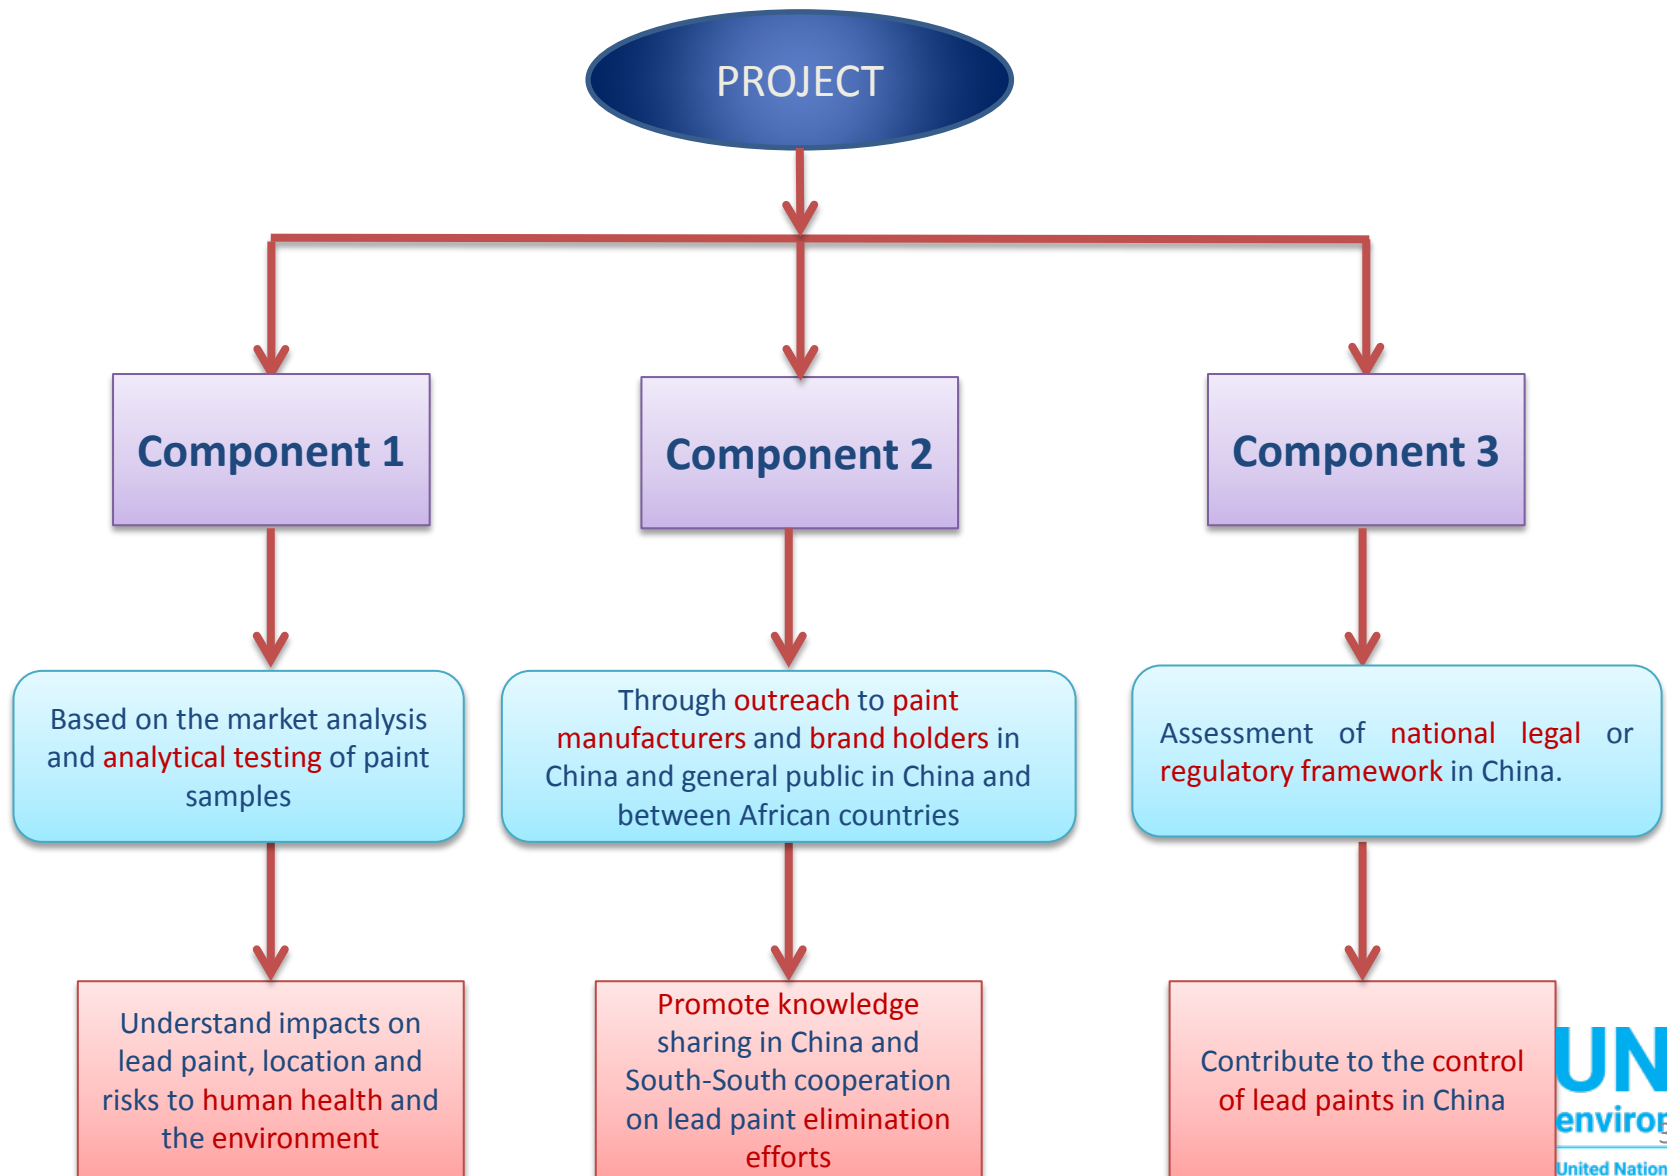 PROJECT
Component 1
Component 2
Component 3
Based on the market analysis
and analytical testing of paint
samples
Through outreach to paint
manufacturers and brand holders in
China and general public in China and
between African countries
Assessment of national legal or
regulatory framework in China.
Understand impacts on
lead paint, location and
risks to human health and
the environment
Promote knowledge
sharing in China and
South-South cooperation
on lead paint elimination
efforts
Contribute to the control
of lead paints in China
UN
United Nation